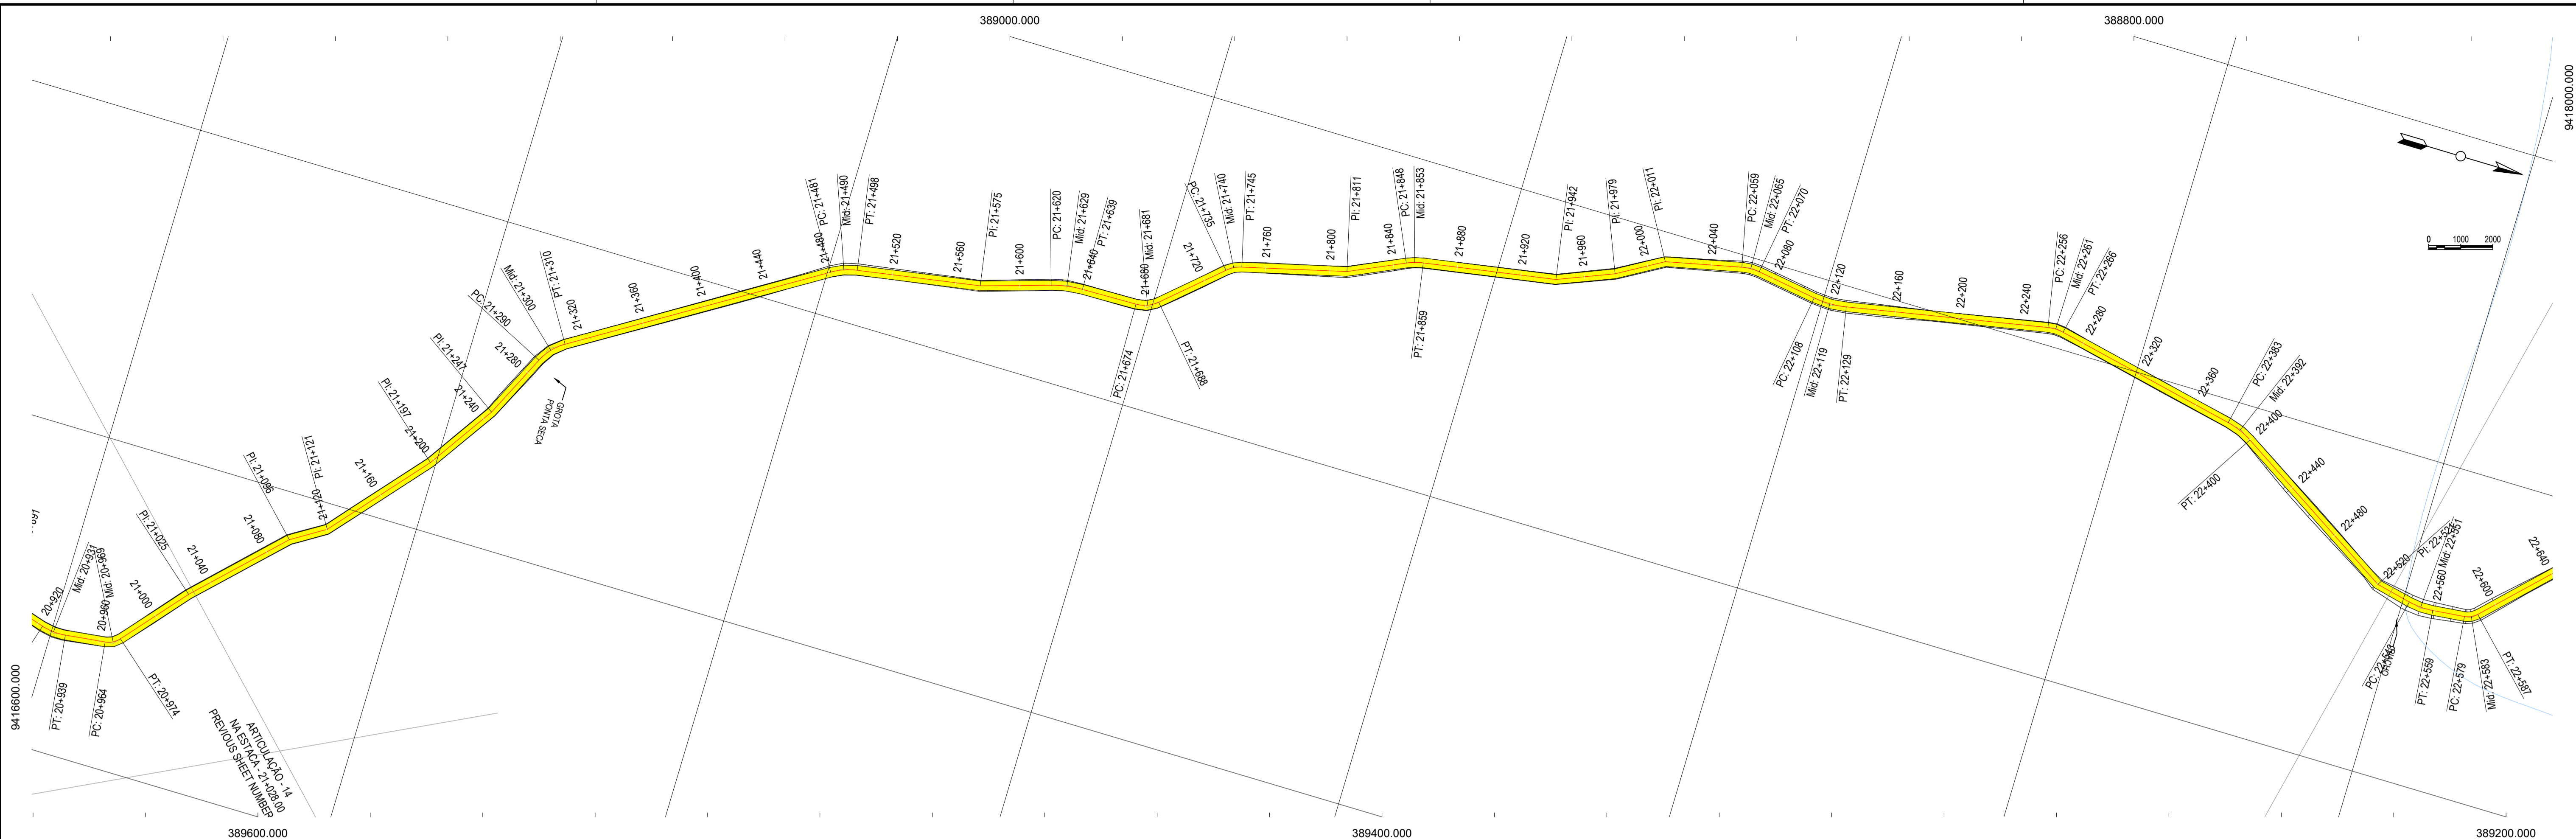 389000.000
388800.000
9418000.000
0 1000 2000
9416600.000
389600.000
389400.000
389200.000
20+920
Mid: 20+931
PT: 20+939
20+960
PC: 20+964
Mid: 20+969
PT: 20+974
21+000
PI: 21+025
21+040
21+080
PI: 21+096
21+120
PI: 21+121
21+160
PI: 21+197
21+200
21+240
PI: 21+247
21+280
PC: 21+290
Mid: 21+300
PT: 21+310
21+320
GROTA
PONTA SECA
21+360
21+400
21+440
21+480
PC: 21+481
Mid: 21+490
PT: 21+498
21+520
21+560
PI: 21+575
21+600
PC: 21+620
Mid: 21+629
PT: 21+639
21+640
PC: 21+674
21+680
Mid: 21+681
PT: 21+688
21+720
PC: 21+735
Mid: 21+740
PT: 21+745
21+760
21+800
PI: 21+811
21+840
PC: 21+848
Mid: 21+853
PT: 21+859
21+880
21+920
PI: 21+942
21+960
PI: 21+979
22+000
PI: 22+011
22+040
PC: 22+059
Mid: 22+065
PT: 22+070
22+080
PC: 22+108
Mid: 22+119
22+120
PT: 22+129
22+160
22+200
22+240
PC: 22+256
Mid: 22+261
PT: 22+266
22+280
22+320
22+360
PC: 22+383
Mid: 22+392
22+400
PT: 22+400
22+440
22+480
22+520
Mid: 22+551
22+560
PT: 22+559
PC: 22+579
Mid: 22+583
PT: 22+587
22+600
22+640
ARTICULAÇÃO - 14
NA ESTACA - 21+028.00
PREVIOUS SHEET NUMBER